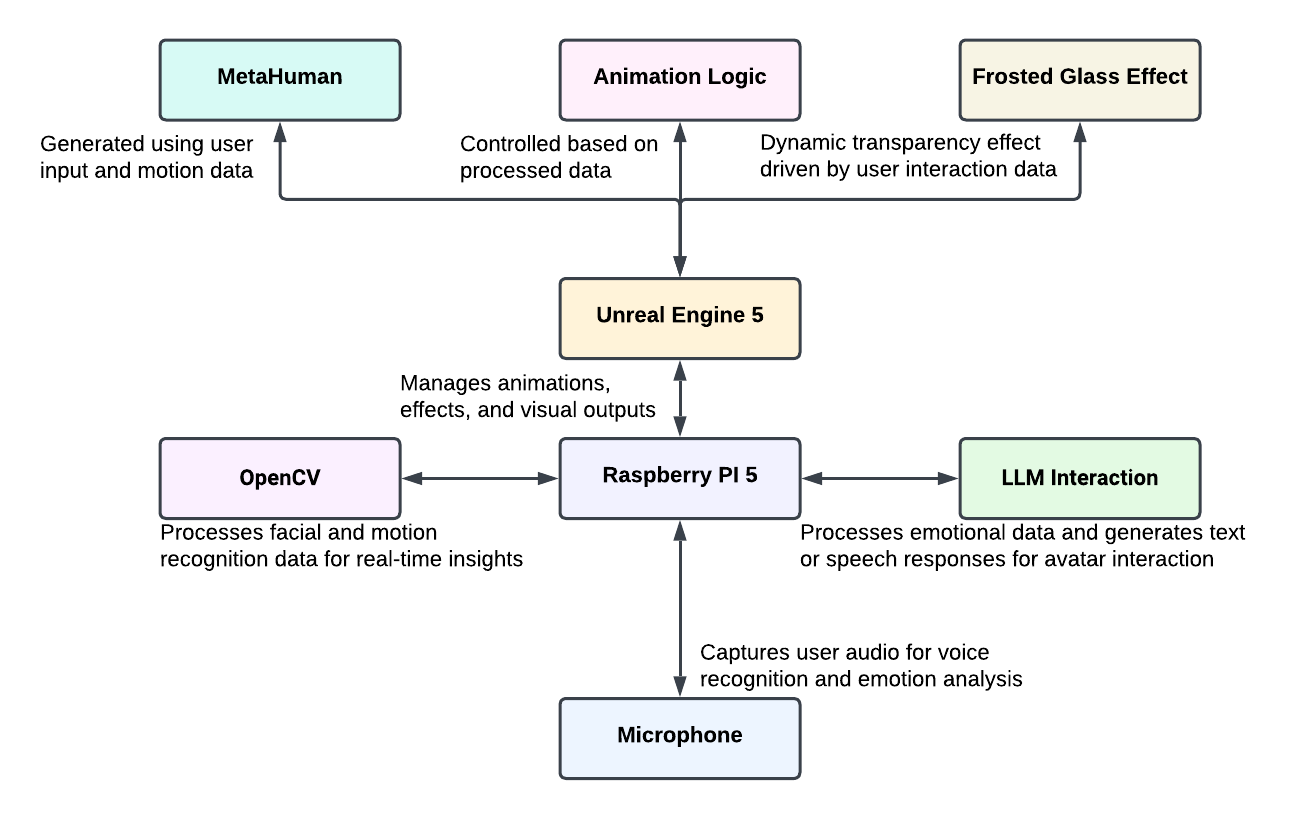 MetaHuman
Animation Logic
Frosted Glass Effect
Generated using user
input and motion data
Controlled based on
processed data
Dynamic transparency effect
driven by user interaction data
Unreal Engine 5
Manages animations,
effects, and visual outputs
OpenCV
Raspberry PI 5
LLM Interaction
Processes facial and motion
recognition data for real-time insights
Processes emotional data and generates text
or speech responses for avatar interaction
Captures user audio for voice
recognition and emotion analysis
Microphone